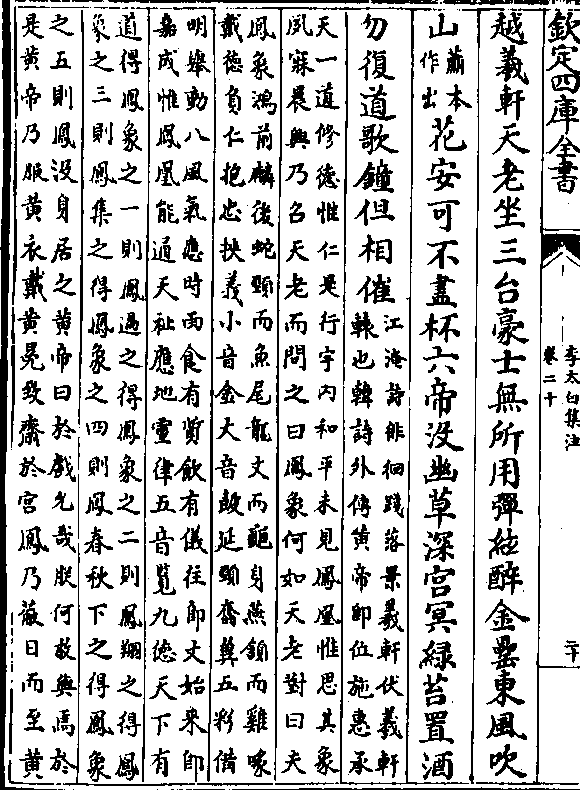 欽定四庫全書
李太白集注
卷二十
二十
越羲軒天老坐三台豪士無所用彈絃醉金罍東風吹
山蕭本作出花安可不盡杯六帝没幽草深宫冥緑苔置酒
勿復道歌鐘但相催江淹詩徘徊踐落景羲軒伏羲軒
轅也韓詩外傳黄帝即位施惠承
天一道修德惟仁是行宇内和平未見鳳凰惟思其象
夙寐晨興乃召天老而問之曰鳳象何如天老對曰夫
鳳象鴻前麟後蛇頸而魚尾龍文而龜身燕頷而雞喙
戴德負仁抱忠挾義小音金大音鼓延頸奮翼五彩備
明舉動八風氣應時雨食有質飲有儀往即文始來即
嘉成惟鳳凰能通天祉應地靈律五音覽九德天下有
道得鳳象之一則鳳過之得鳳象之二則鳳翔之得鳳
象之三則鳳集之得鳳象之四則鳳春秋下之得鳳象
之五則鳳没身居之黄帝曰於戲允哉朕何敢與焉於
是黄帝乃服黄衣戴黄冕致齋於宫鳳乃蔽日而至黄